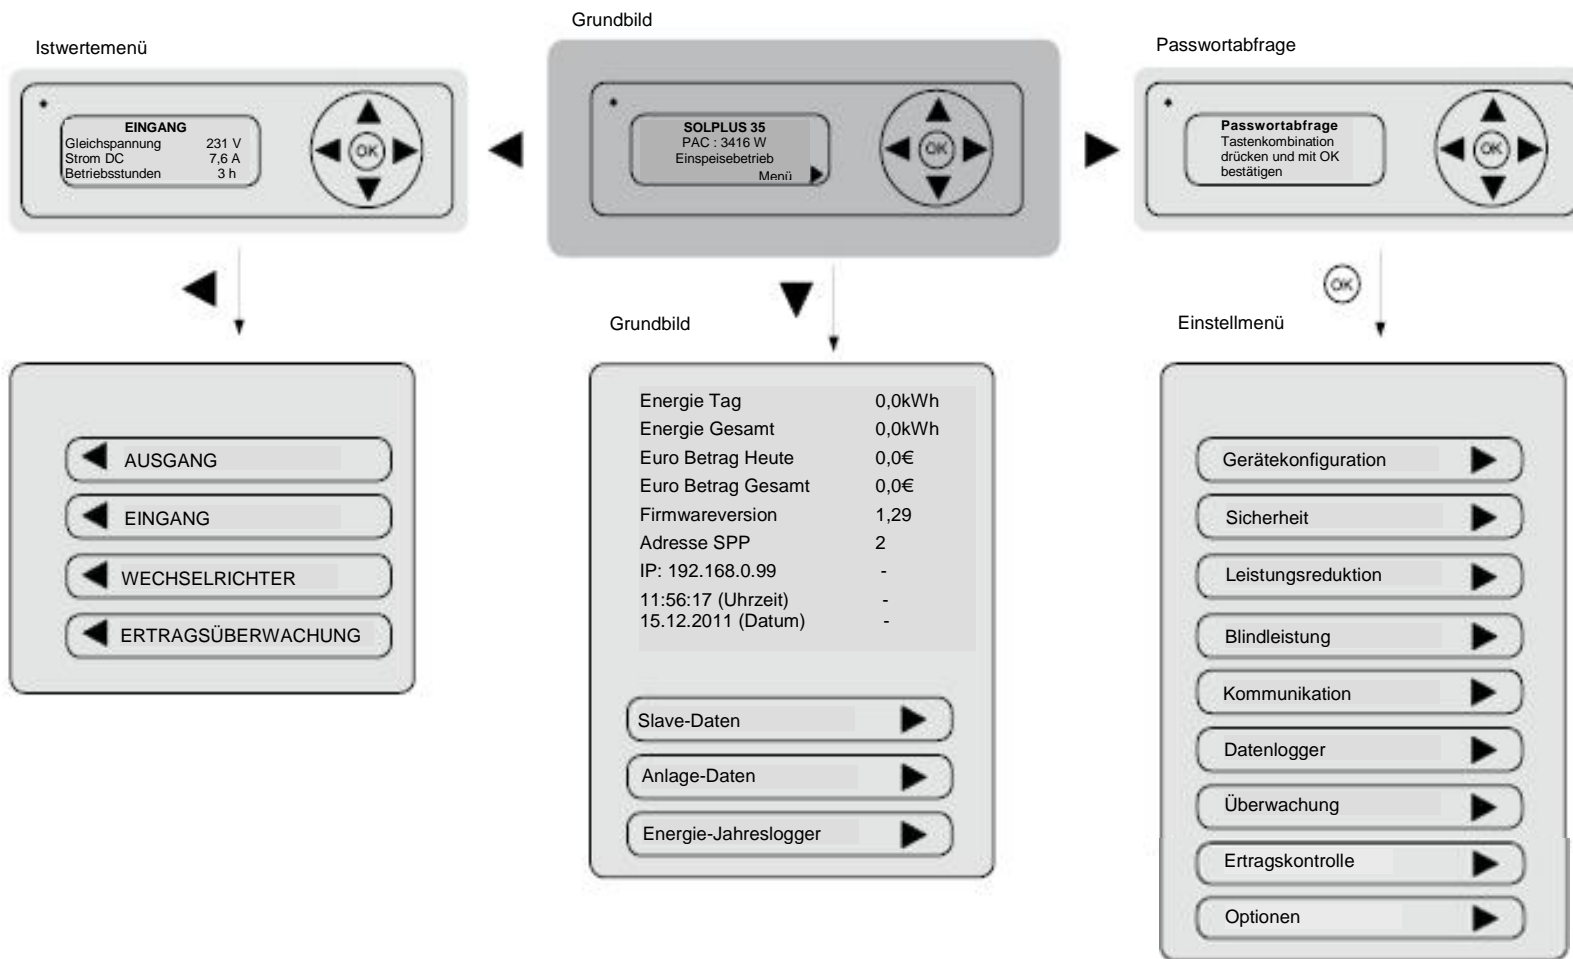 Grundbild
Istwertemenü
Passwortabfrage
EINGANG
Gleichspannung 231 V
Strom DC 7,6 A
Betriebsstunden 3 h
OK
SOLPLUS 35
PAC : 3416 W
Einspeisebetrieb
Menü
OK
Passwortabfrage
Tastenkombination
drücken und mit OK
bestätigen
OK
OK
Grundbild
Einstellmenü
AUSGANG
EINGANG
WECHSELRICHTER
ERTRAGSÜBERWACHUNG
Energie Tag 0,0kWh
Energie Gesamt 0,0kWh
Euro Betrag Heute 0,0€
Euro Betrag Gesamt 0,0€
Firmwareversion 1,29
Adresse SPP 2
IP: 192.168.0.99 -
11:56:17 (Uhrzeit) -
15.12.2011 (Datum) -
Slave-Daten
Anlage-Daten
Energie-Jahreslogger
Gerätekonfiguration
Sicherheit
Leistungsreduktion
Blindleistung
Kommunikation
Datenlogger
Überwachung
Ertragskontrolle
Optionen